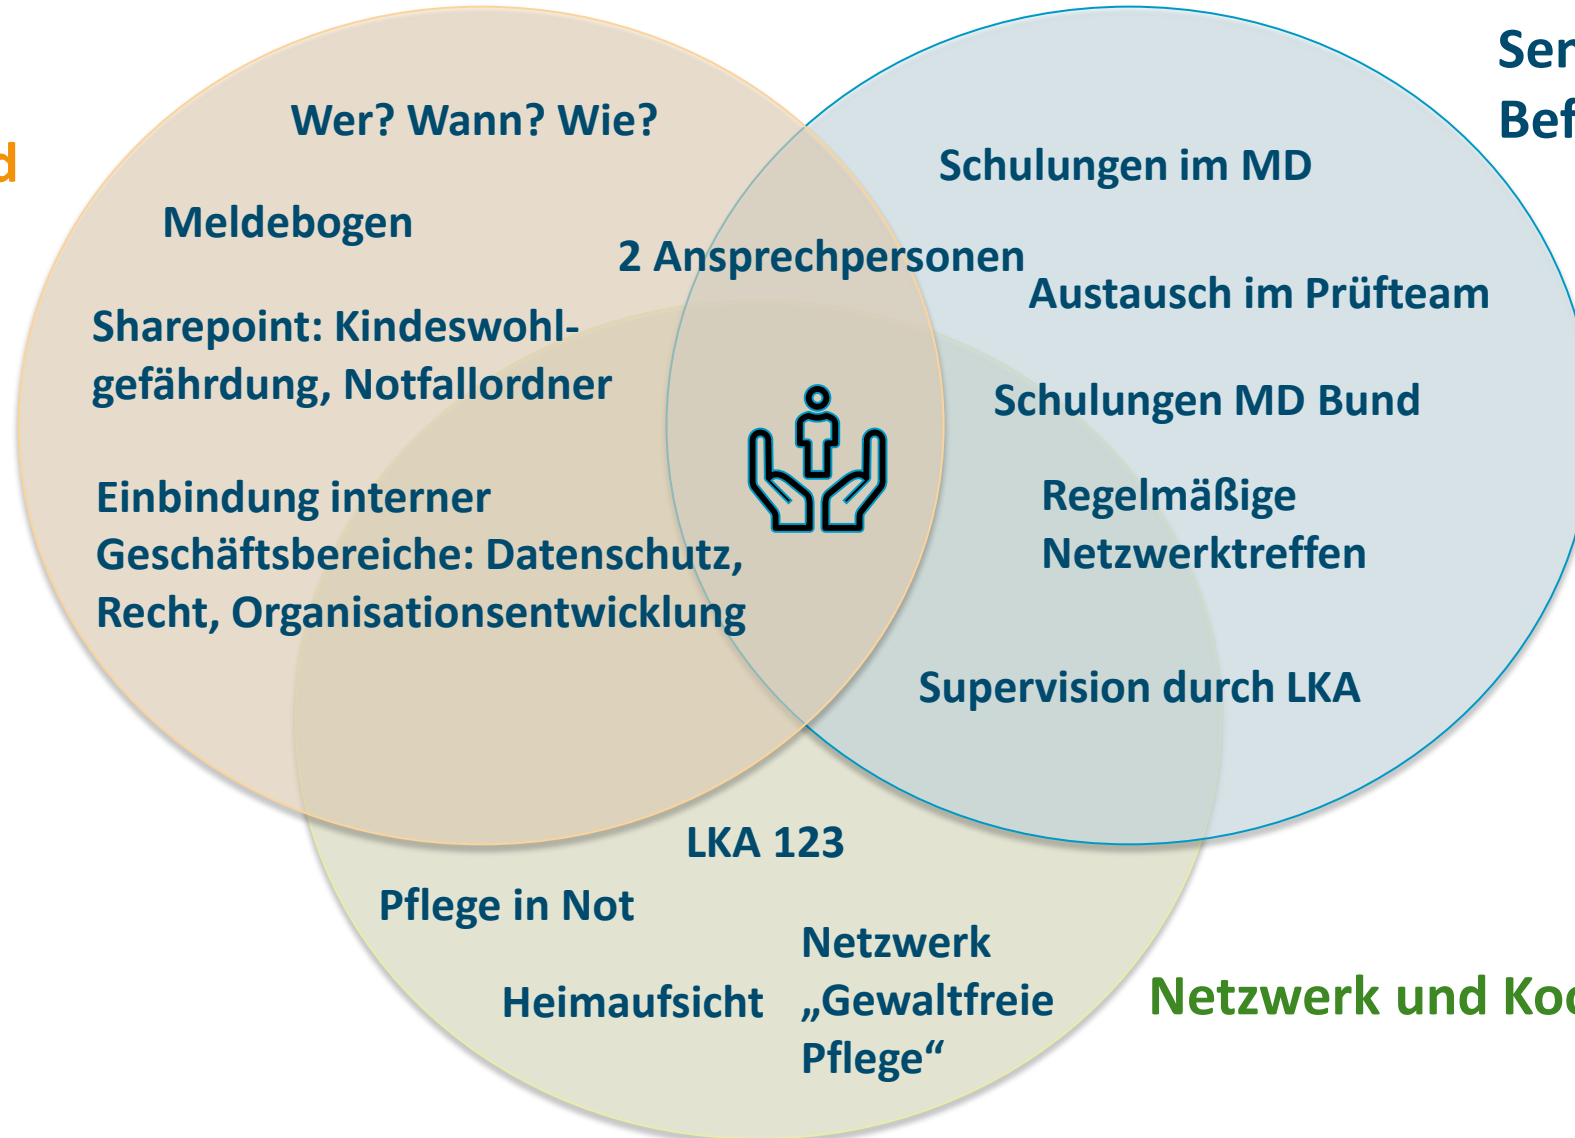 Wer? Wann? Wie?
Meldebogen
Sharepoint: Kindeswohl-
gefährdung, Notfallordner
Einbindung interner
Geschäftsbereiche: Datenschutz,
Recht, Organisationsentwicklung
2 Ansprechpersonen
Schulungen im MD
Austausch im Prüfteam
Schulungen MD Bund
Regelmäßige
Netzwerktreffen
Supervision durch LKA
LKA 123
Pflege in Not
Heimaufsicht
Netzwerk
„Gewaltfreie
Pflege“
Netzwerk und